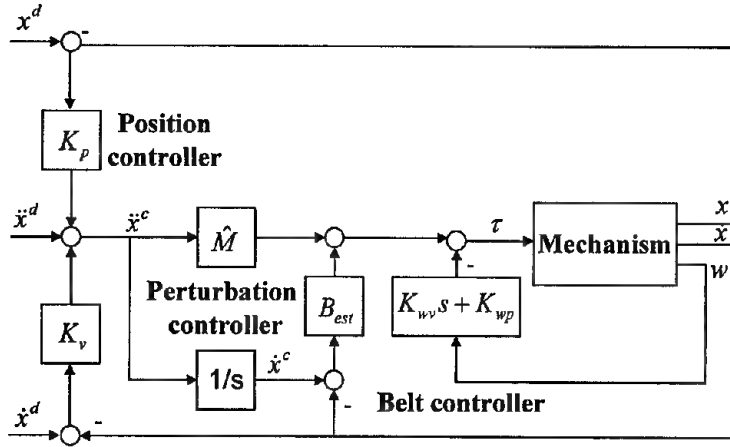 x^d
-
K_p
Position
controller
ẍ^d
ẍ^c
M̂
τ
Mechanism
x
ẋ
w
-
Perturbation
controller
B_est
K_wv s + K_wp
K_v
1/s
ẋ^c
-
Belt controller
ẋ^d
-